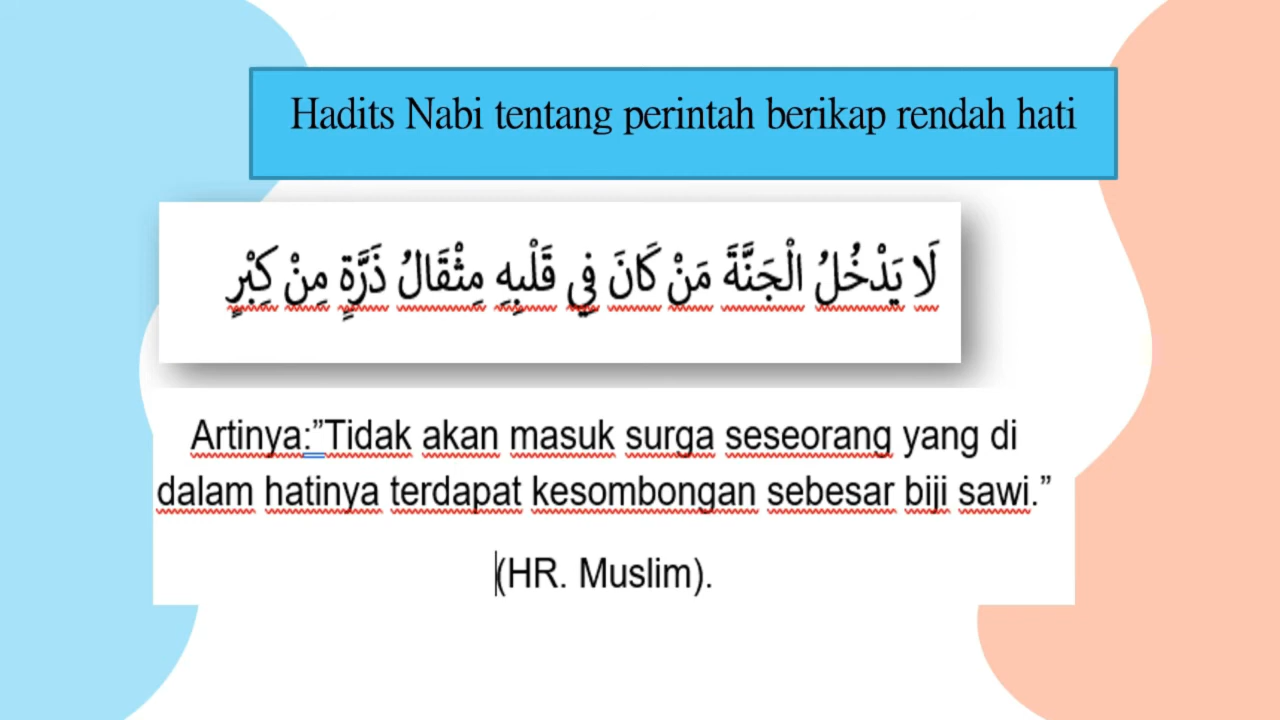 Hadits Nabi tentang perintah berikap rendah hati
لَا يَدْخُلُ الْجَنَّةَ مَنْ كَانَ فِي قَلْبِهِ مِثْقَالُ ذَرَّةٍ مِنْ كِبْرٍ
Artinya:”Tidak akan masuk surga seseorang yang di
dalam hatinya terdapat kesombongan sebesar biji sawi.”
(HR. Muslim).